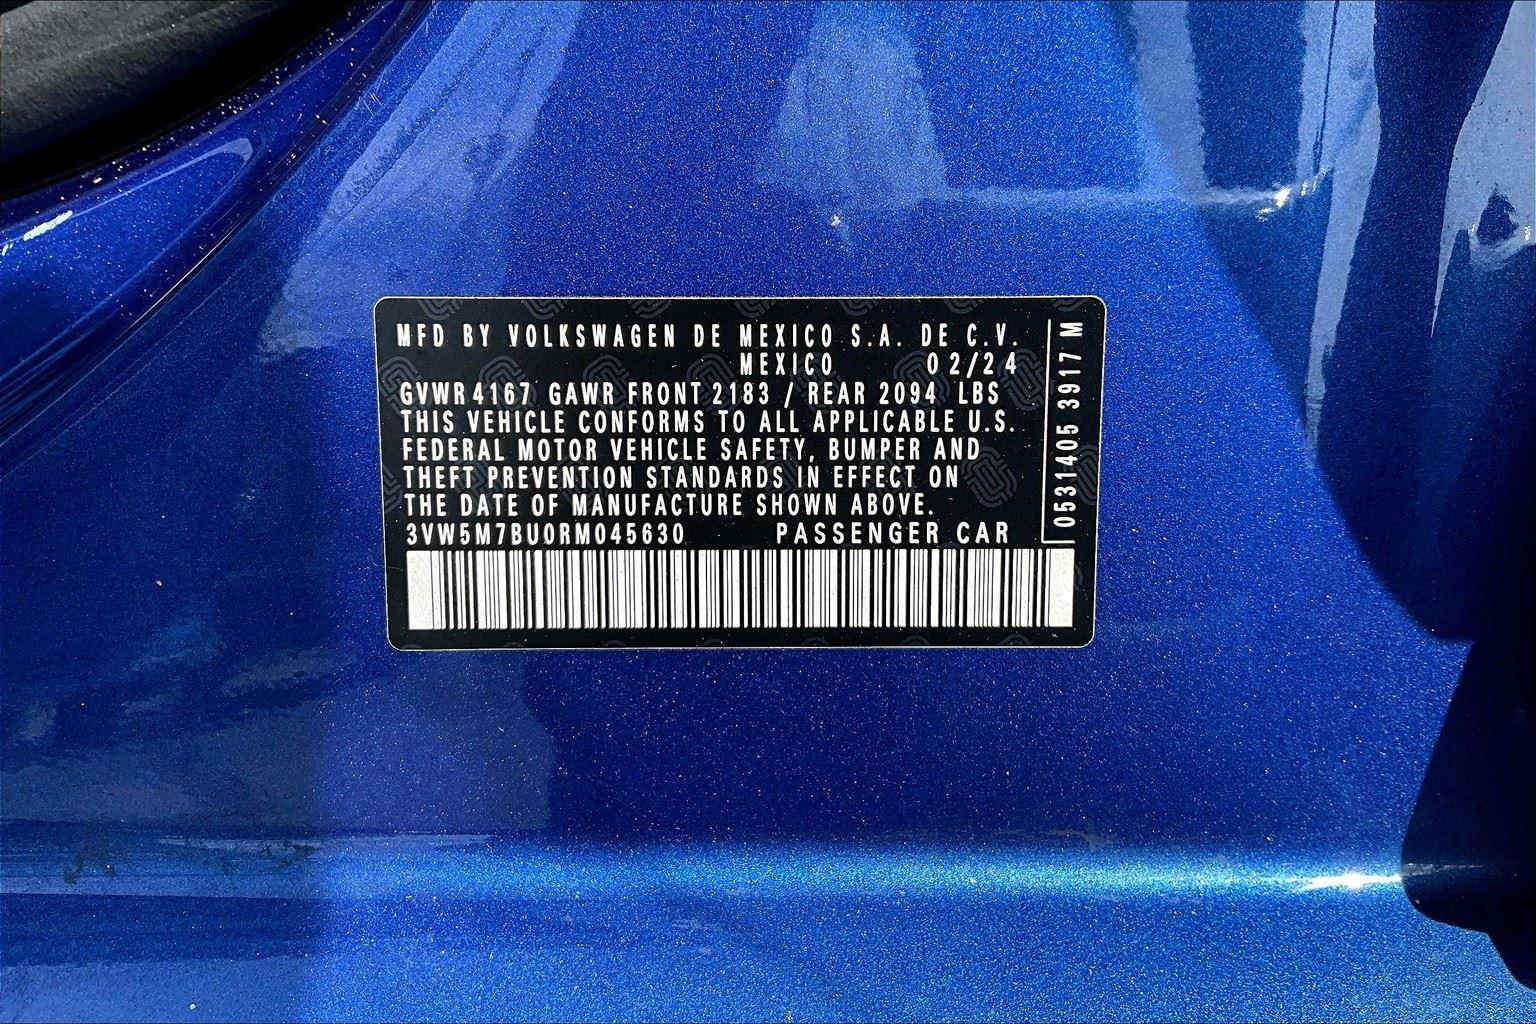 MFD BY VOLKSWAGEN DE MEXICO S.A. DE C.V.
MEXICO 02/24
GVWR 4167 GAWR FRONT 2183 / REAR 2094 LBS
THIS VEHICLE CONFORMS TO ALL APPLICABLE U.S.
FEDERAL MOTOR VEHICLE SAFETY, BUMPER AND
THEFT PREVENTION STANDARDS IN EFFECT ON
THE DATE OF MANUFACTURE SHOWN ABOVE.
3VW5M7BU0RM045630 PASSENGER CAR
0531405 3917 M